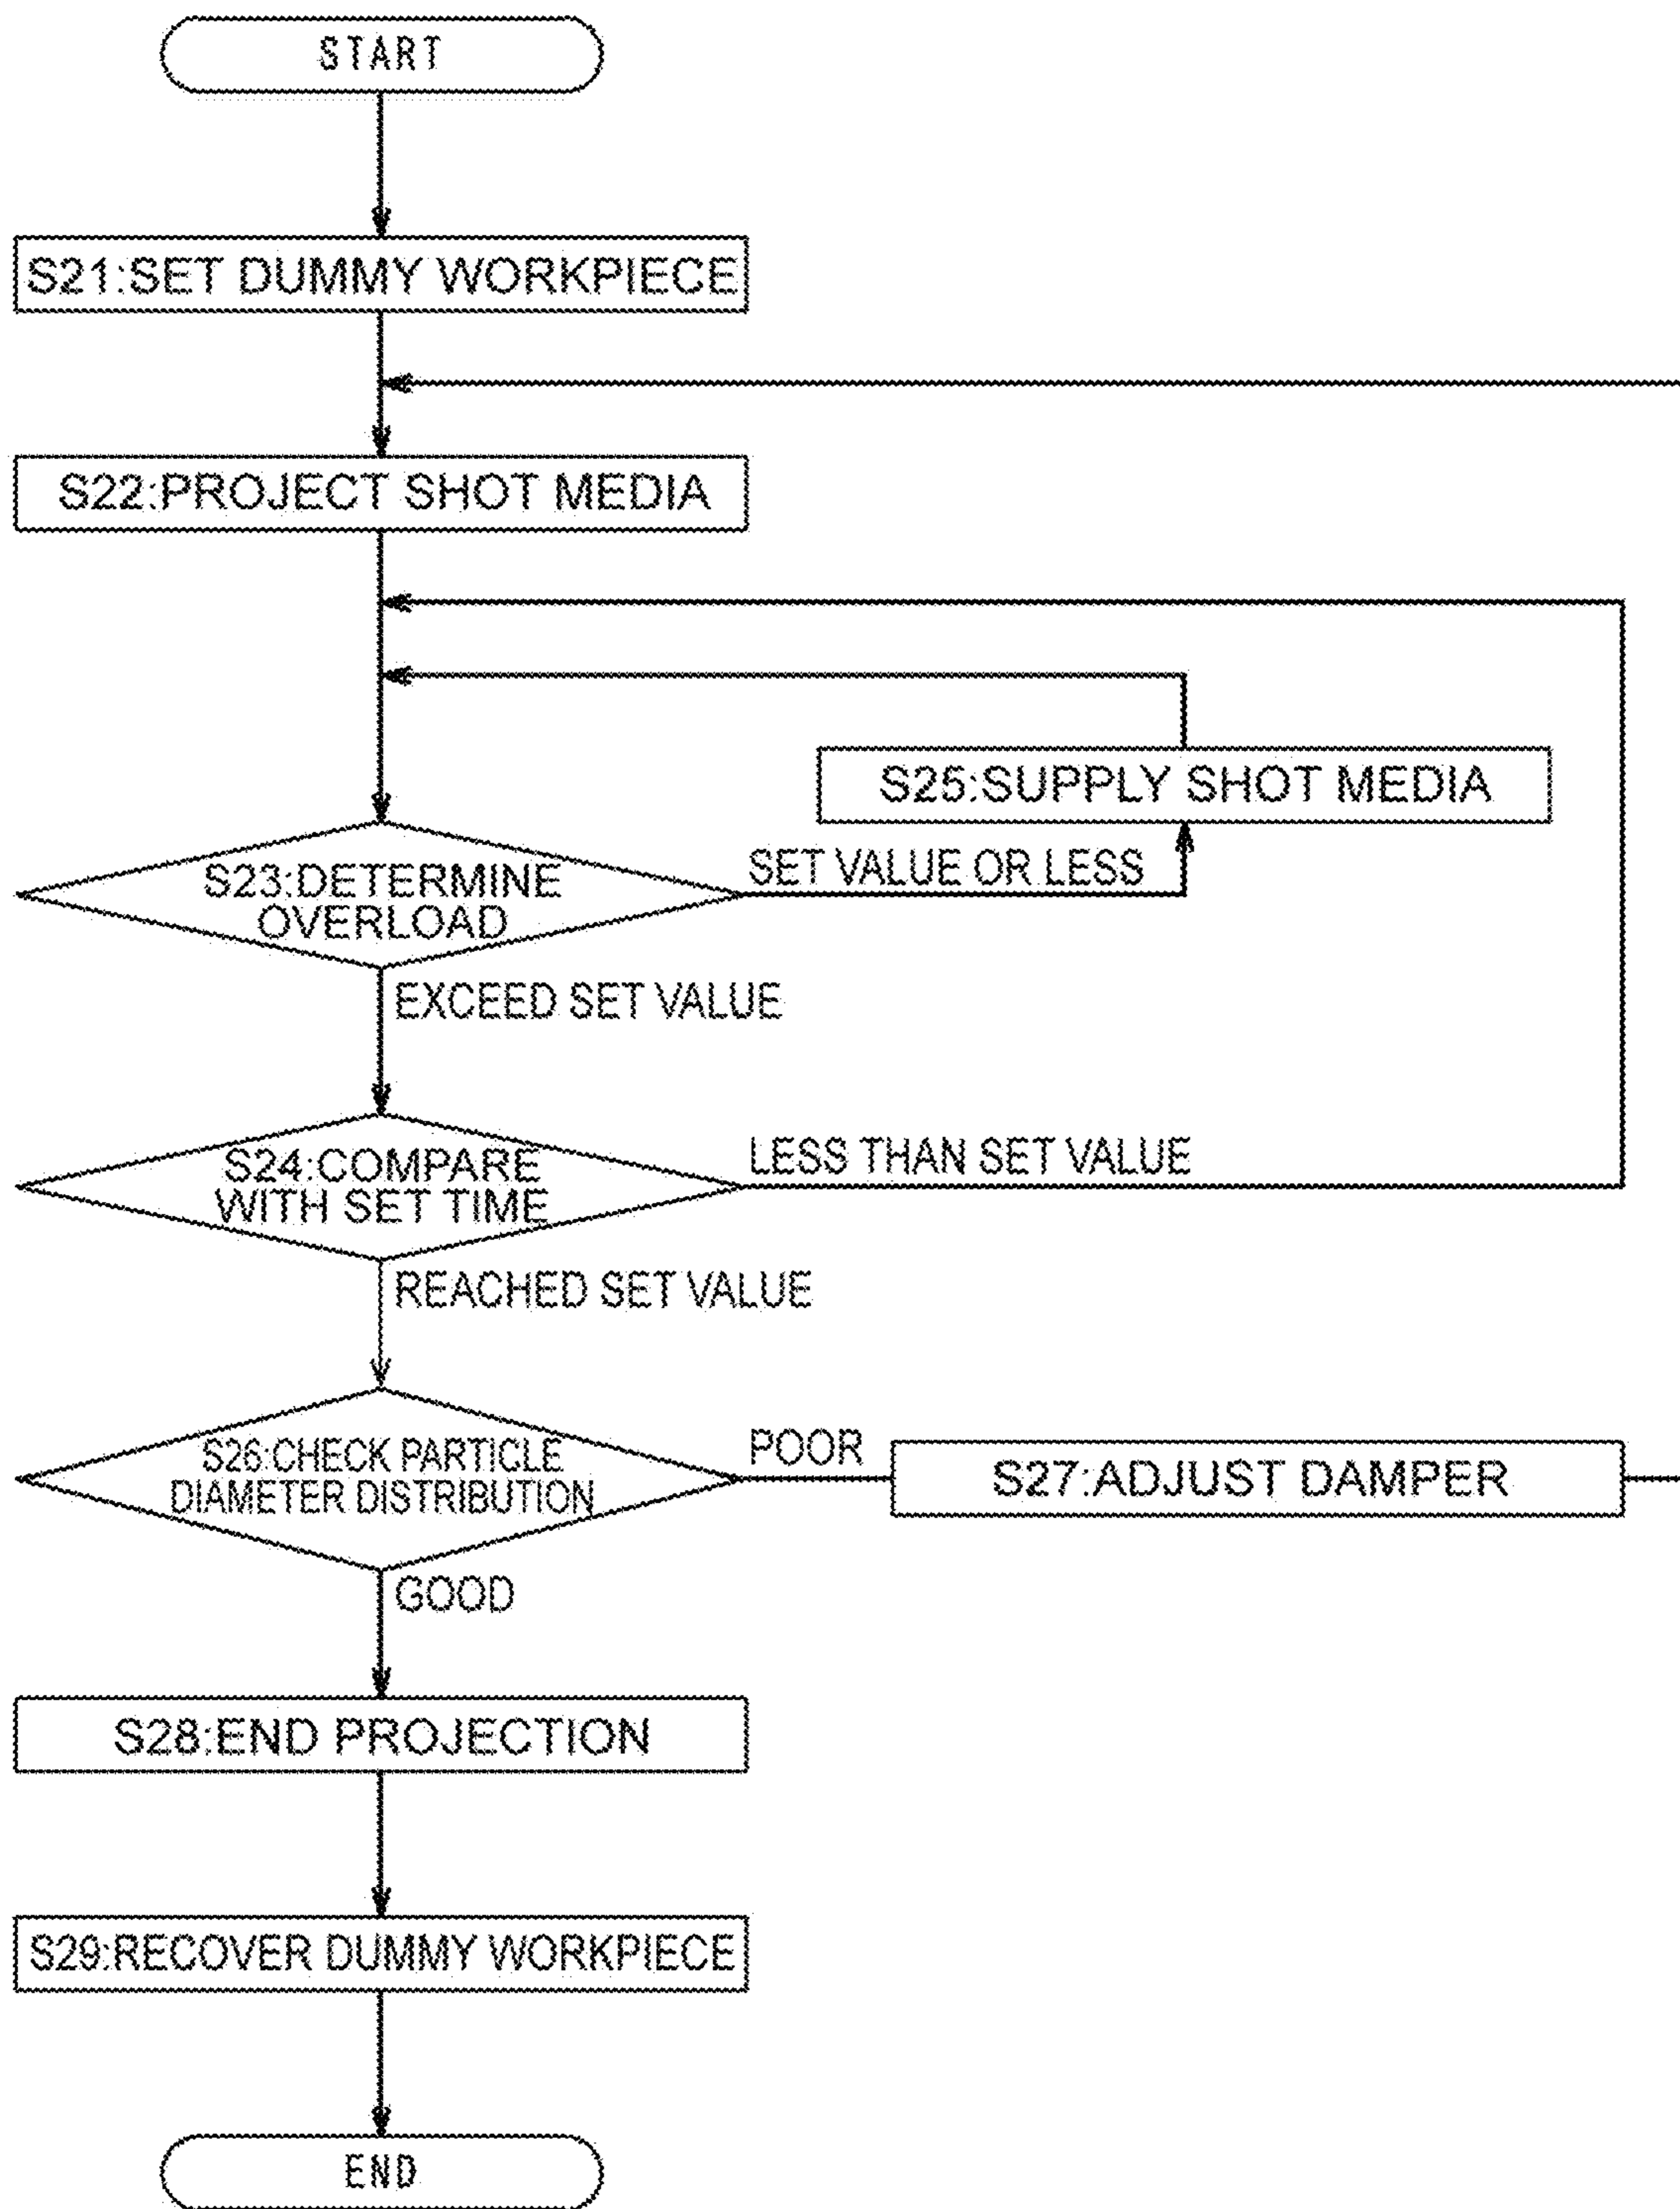 START
S21:SET DUMMY WORKPIECE
S22:PROJECT SHOT MEDIA
S25:SUPPLY SHOT MEDIA
S23:DETERMINE
OVERLOAD
SET VALUE OR LESS
EXCEED SET VALUE
S24:COMPARE
WITH SET TIME
LESS THAN SET VALUE
REACHED SET VALUE
S26:CHECK PARTICLE
DIAMETER DISTRIBUTION
POOR
S27:ADJUST DAMPER
GOOD
S28:END PROJECTION
S29:RECOVER DUMMY WORKPIECE
END